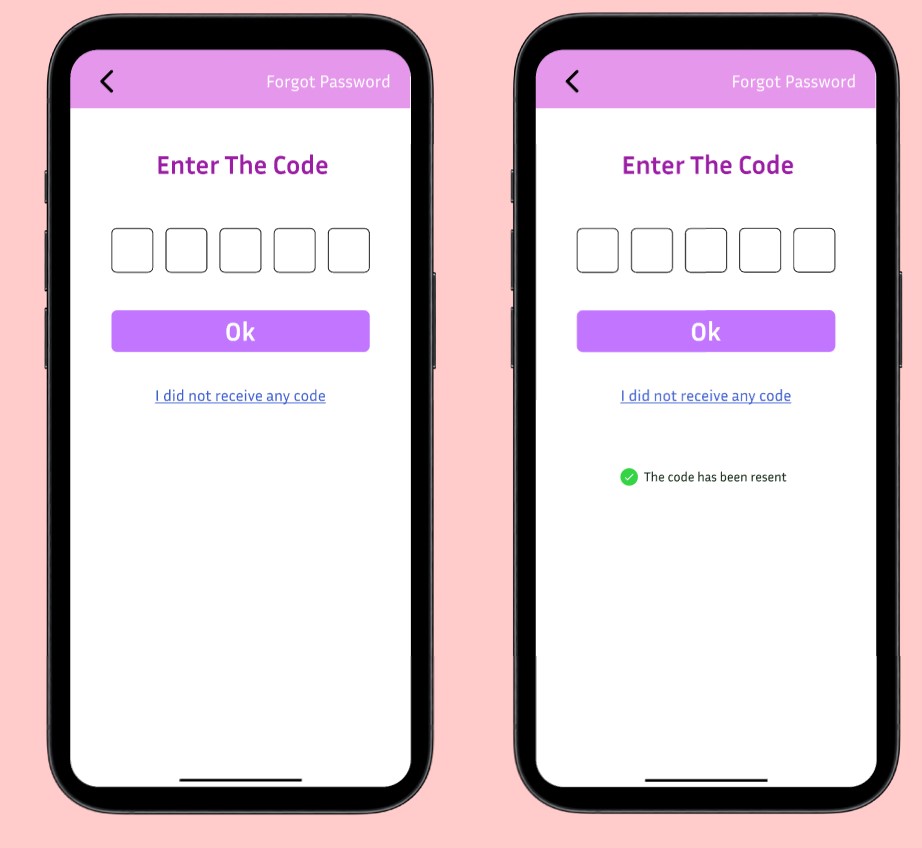 Forgot Password
Enter The Code
Ok
I did not receive any code
Forgot Password
Enter The Code
Ok
I did not receive any code
The code has been resent